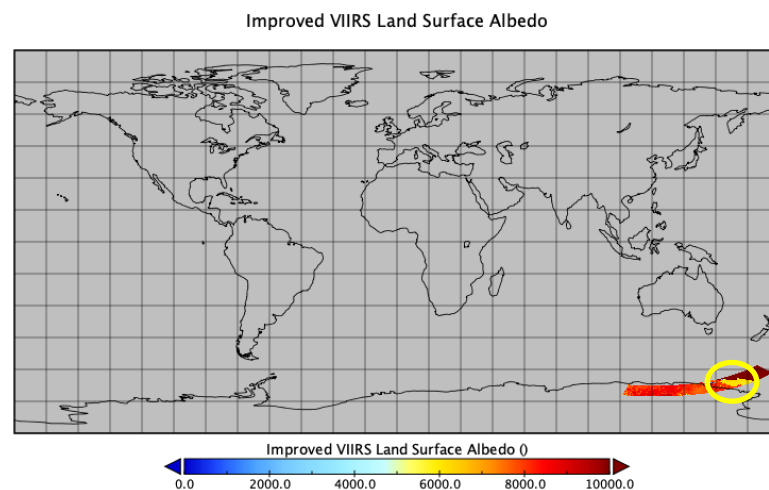 Improved VIIRS Land Surface Albedo
Improved VIIRS Land Surface Albedo ()
0.0 2000.0 4000.0 6000.0 8000.0 10000.0